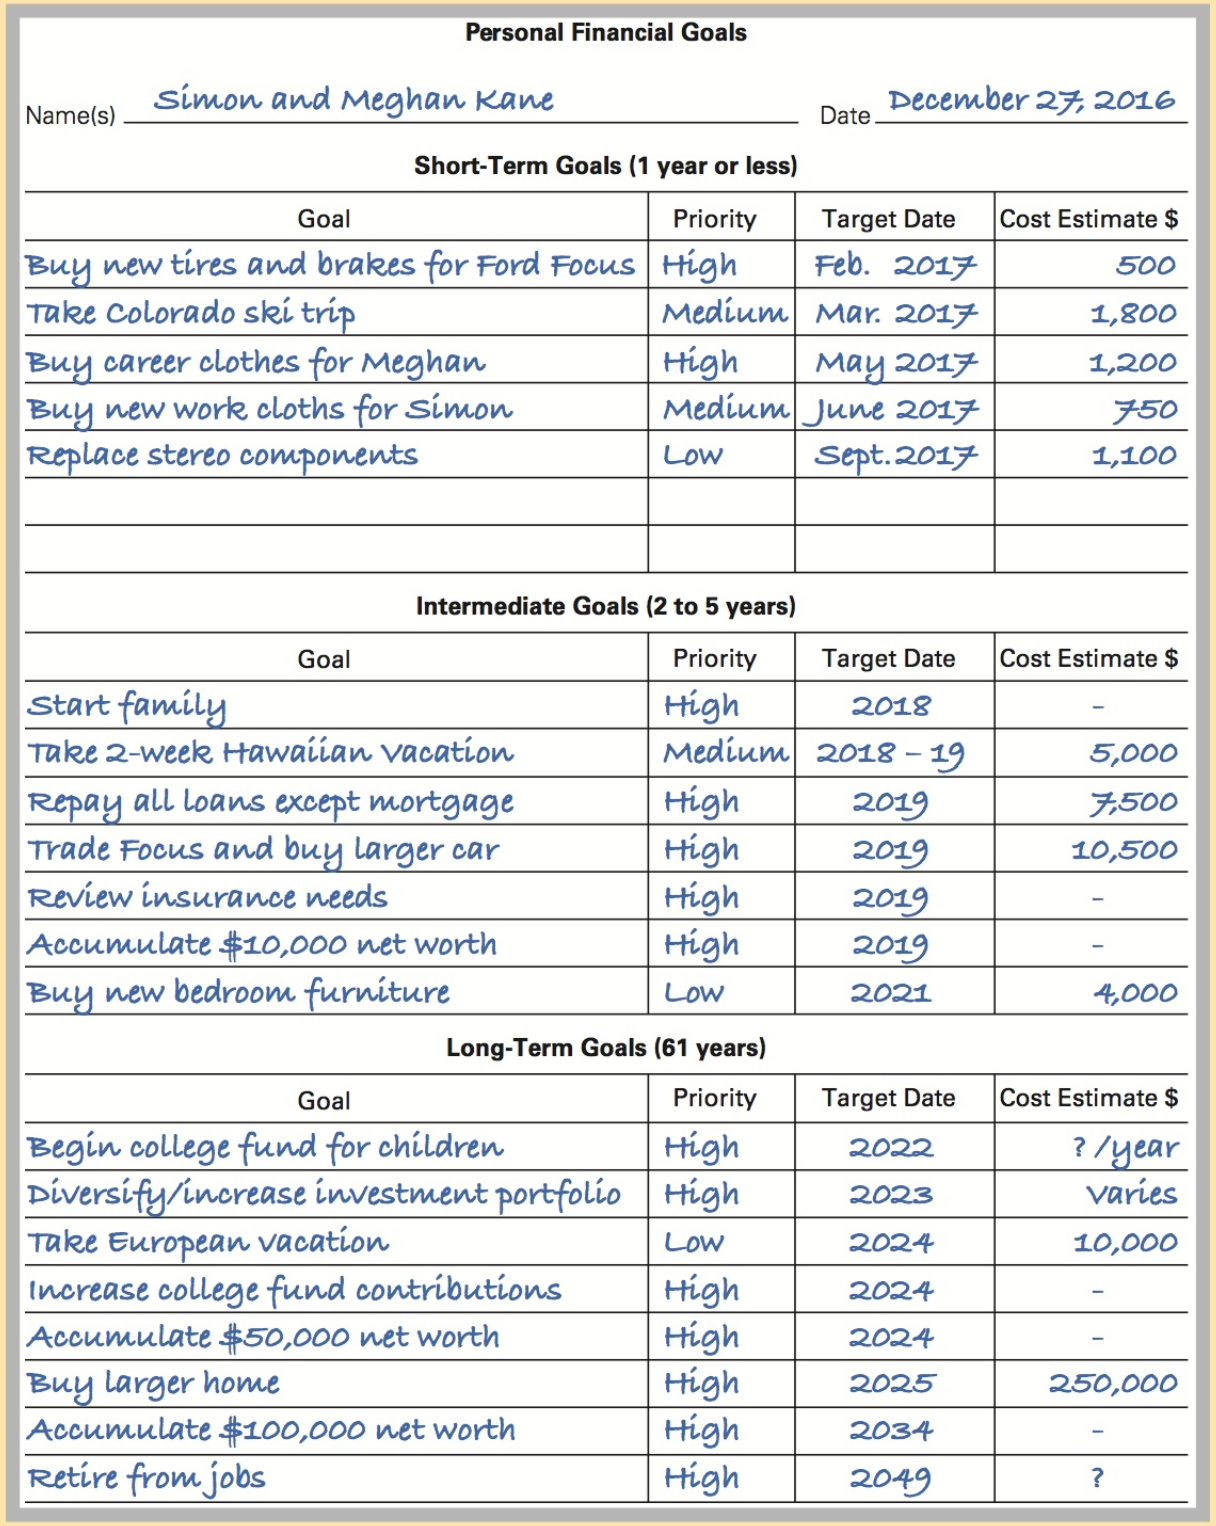 Personal Financial Goals
Name(s) Simon and Meghan Kane Date December 27, 2016
Short-Term Goals (1 year or less)
Goal Priority Target Date Cost Estimate $
Buy new tires and brakes for Ford Focus High Feb. 2017 500
Take Colorado ski trip Medium Mar. 2017 1,800
Buy career clothes for Meghan High May 2017 1,200
Buy new work cloths for Simon Medium June 2017 750
Replace stereo components Low Sept. 2017 1,100
Intermediate Goals (2 to 5 years)
Goal Priority Target Date Cost Estimate $
Start family High 2018 -
Take 2-week Hawaiian Vacation Medium 2018 - 19 5,000
Repay all loans except mortgage High 2019 7,500
Trade Focus and buy larger car High 2019 10,500
Review insurance needs High 2019 -
Accumulate $10,000 net worth High 2019 -
Buy new bedroom furniture Low 2021 4,000
Long-Term Goals (61 years)
Goal Priority Target Date Cost Estimate $
Begin college fund for children High 2022 ? /year
Diversify/increase investment portfolio High 2023 varies
Take European vacation Low 2024 10,000
Increase college fund contributions High 2024 -
Accumulate $50,000 net worth High 2024 -
Buy larger home High 2025 250,000
Accumulate $100,000 net worth High 2034 -
Retire from jobs High 2049 ?